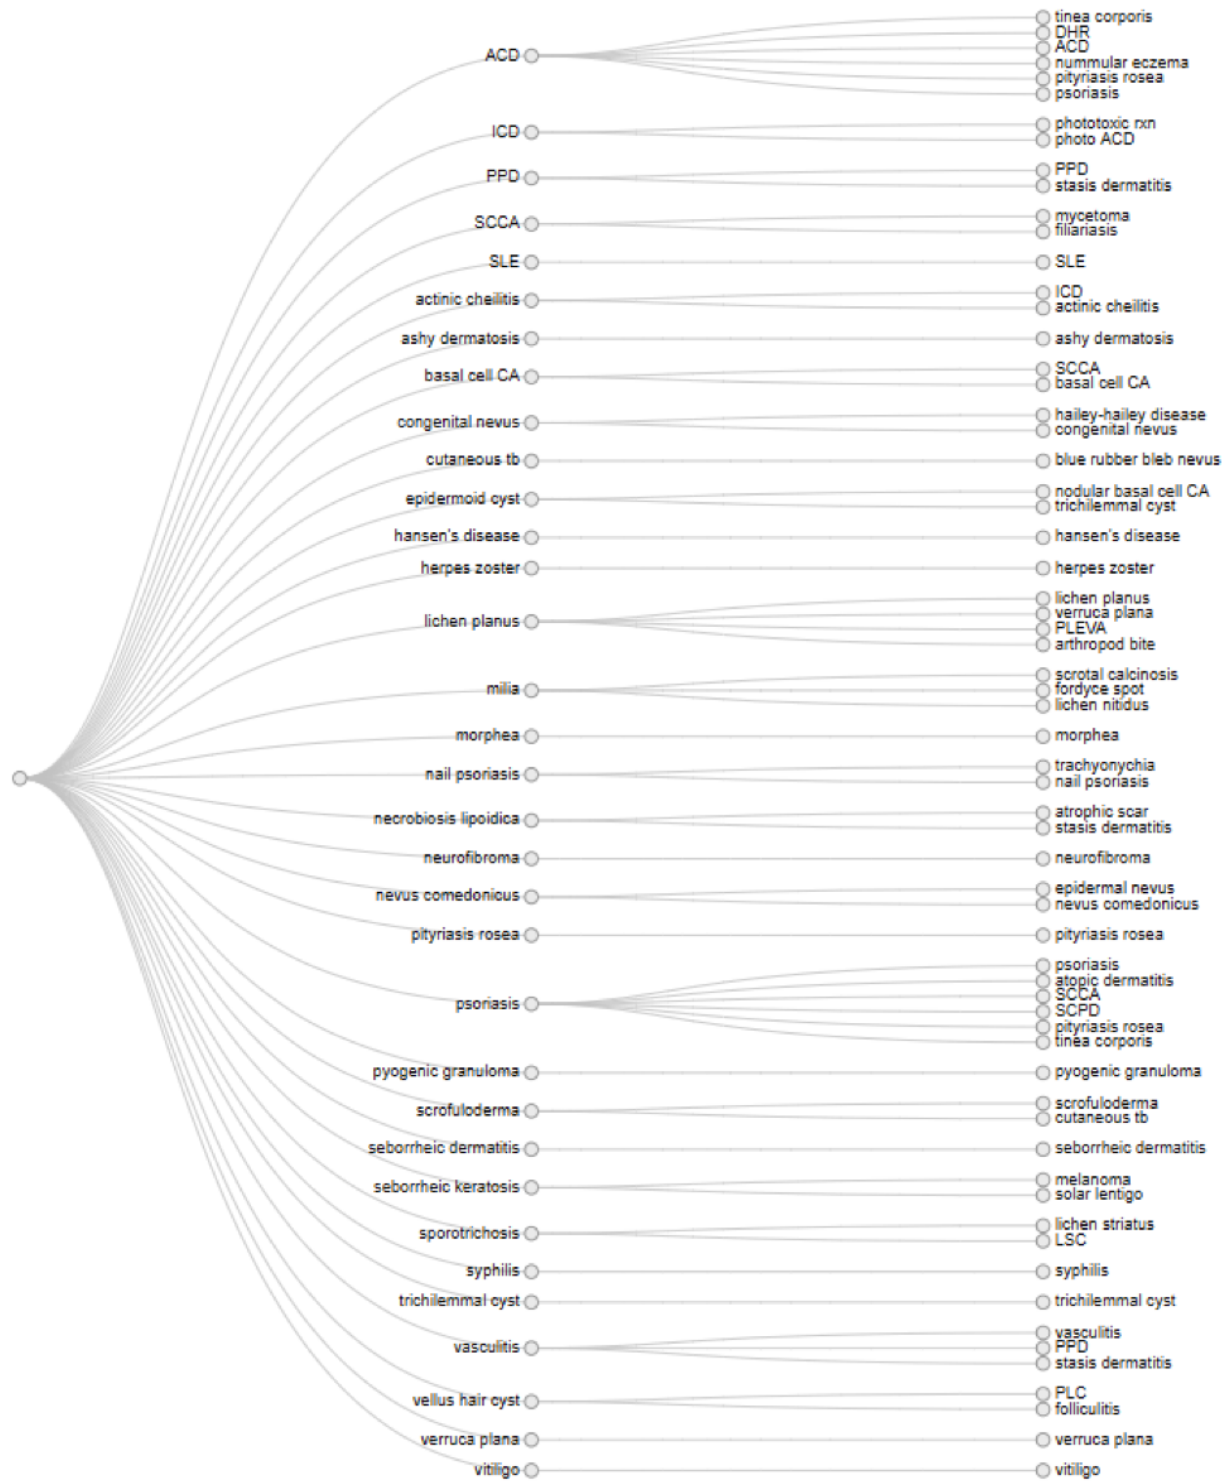 ACD
tinea corporis
DHR
ACD
nummular eczema
pityriasis rosea
psoriasis
ICD
phototoxic rxn
photo ACD
PPD
PPD
stasis dermatitis
SCCA
mycetoma
filiariasis
SLE
SLE
actinic cheilitis
ICD
actinic cheilitis
ashy dermatosis
ashy dermatosis
basal cell CA
SCCA
basal cell CA
congenital nevus
hailey-hailey disease
congenital nevus
cutaneous tb
blue rubber bleb nevus
epidermoid cyst
nodular basal cell CA
trichilemmal cyst
hansen's disease
hansen's disease
herpes zoster
herpes zoster
lichen planus
lichen planus
verruca plana
PLEVA
arthropod bite
milia
scrotal calcinosis
fordyce spot
lichen nitidus
morphea
morphea
nail psoriasis
trachyonychia
nail psoriasis
necrobiosis lipoidica
atrophic scar
stasis dermatitis
neurofibroma
neurofibroma
nevus comedonicus
epidermal nevus
nevus comedonicus
pityriasis rosea
pityriasis rosea
psoriasis
psoriasis
atopic dermatitis
SCCA
SCPD
pityriasis rosea
tinea corporis
pyogenic granuloma
pyogenic granuloma
scrofuloderma
scrofuloderma
cutaneous tb
seborrheic dermatitis
seborrheic dermatitis
seborrheic keratosis
melanoma
solar lentigo
sporotrichosis
lichen striatus
LSC
syphilis
syphilis
trichilemmal cyst
trichilemmal cyst
vasculitis
vasculitis
PPD
stasis dermatitis
vellus hair cyst
PLC
folliculitis
verruca plana
verruca plana
vitiligo
vitiligo